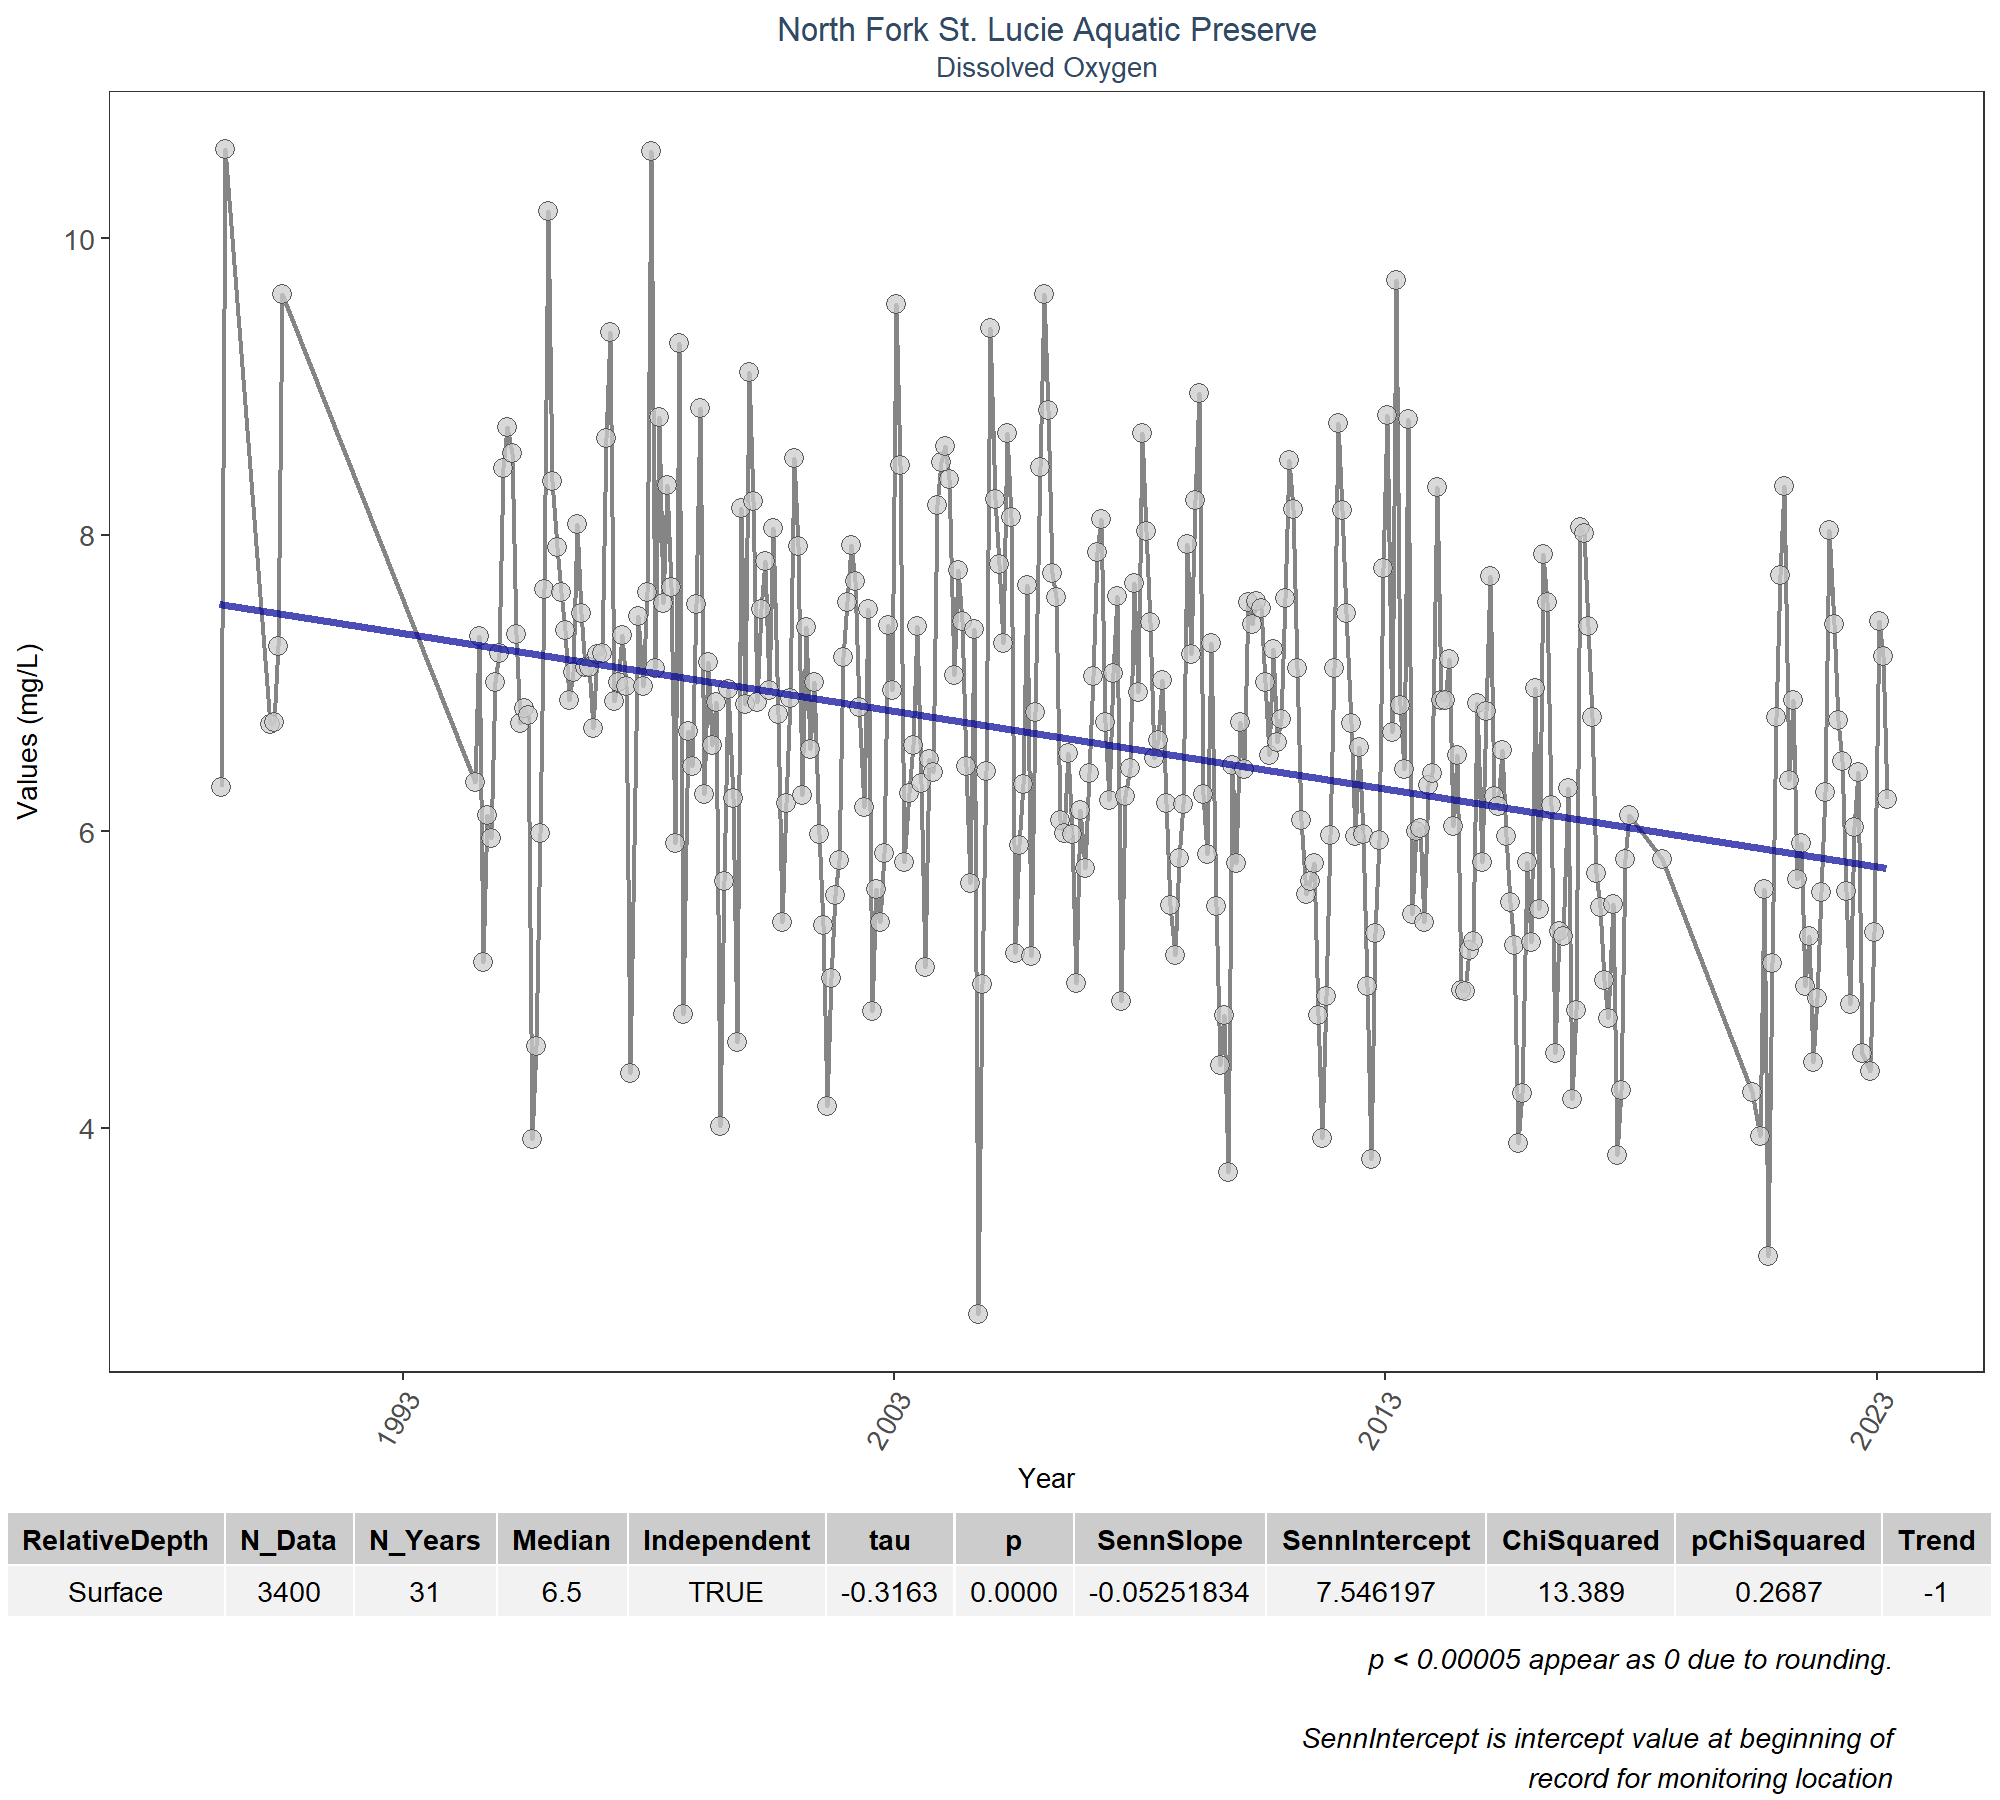 North Fork St. Lucie Aquatic Preserve
Dissolved Oxygen
10
8
6
4
Values (mg/L)
1993 2003 2013 2023
Year
RelativeDepth N_Data N_Years Median Independent tau p SennSlope SennIntercept ChiSquared pChiSquared Trend
Surface 3400 31 6.5 TRUE -0.3163 0.0000 -0.05251834 7.546197 13.389 0.2687 -1
p < 0.00005 appear as 0 due to rounding.
SennIntercept is intercept value at beginning of
record for monitoring location